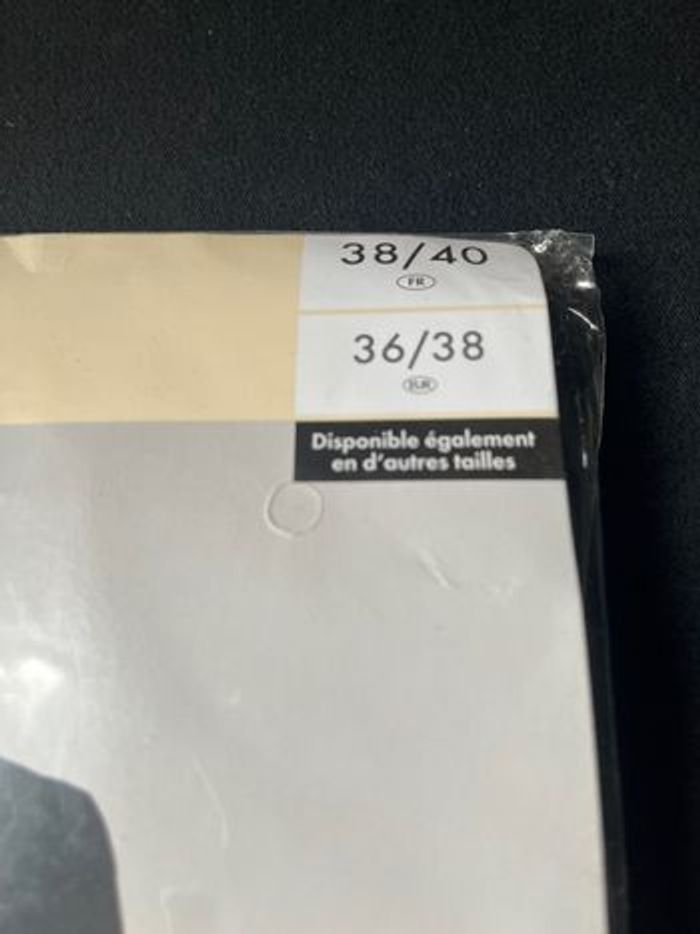 38/40
FR
36/38
EUR
Disponible également
en d'autres tailles